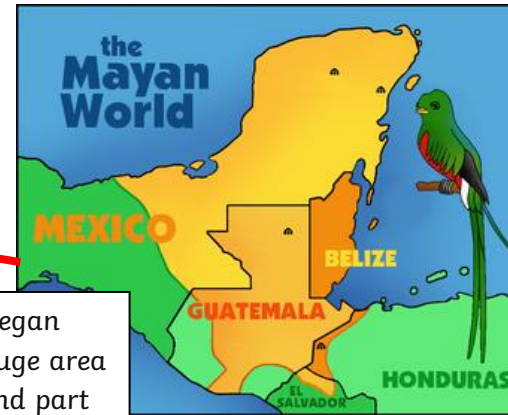 the
Mayan
World
MEXICO
BELIZE
GUATEMALA
HONDURAS
EL
SALVADOR
egan
uge area
nd part